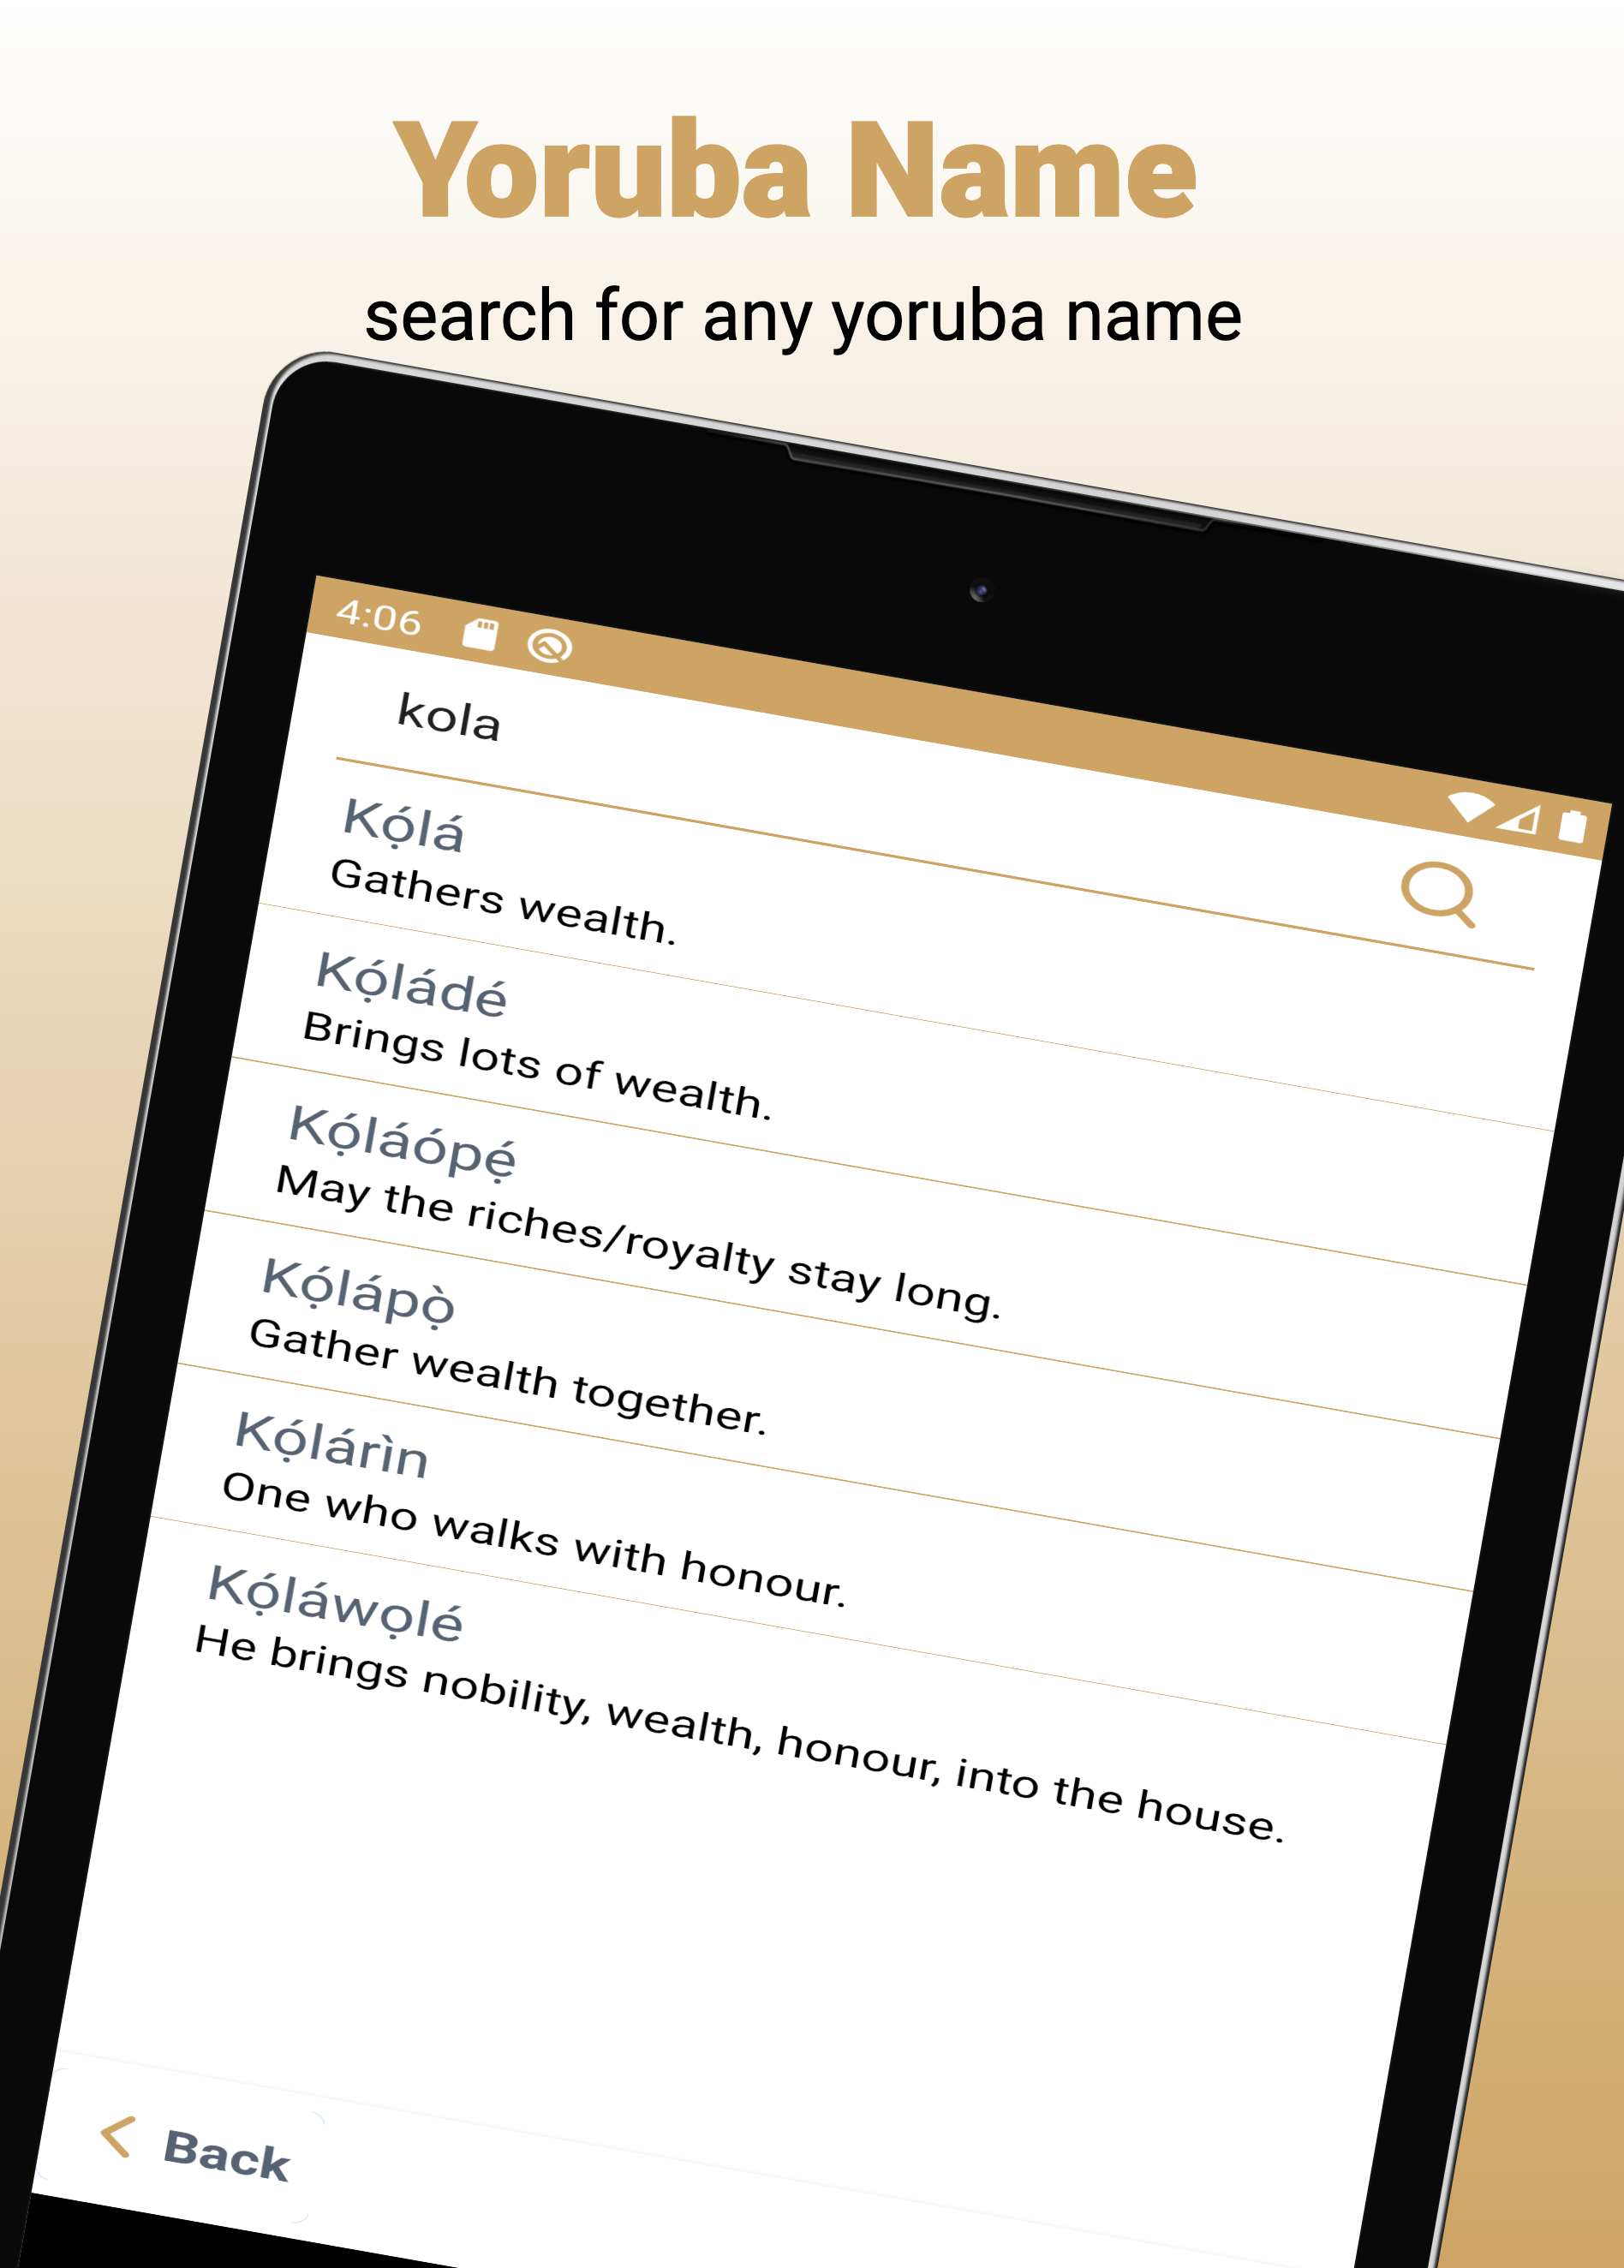 Yoruba Name
search for any yoruba name
4:06
kola
Kọ́lá
Gathers wealth.
Kọ́ládé
Brings lots of wealth.
Kọ́láópẹ́
May the riches/royalty stay long.
Kọ́lápọ̀
Gather wealth together.
Kọ́lárìn
One who walks with honour.
Kọ́láwọlé
He brings nobility, wealth, honour, into the house.
Back